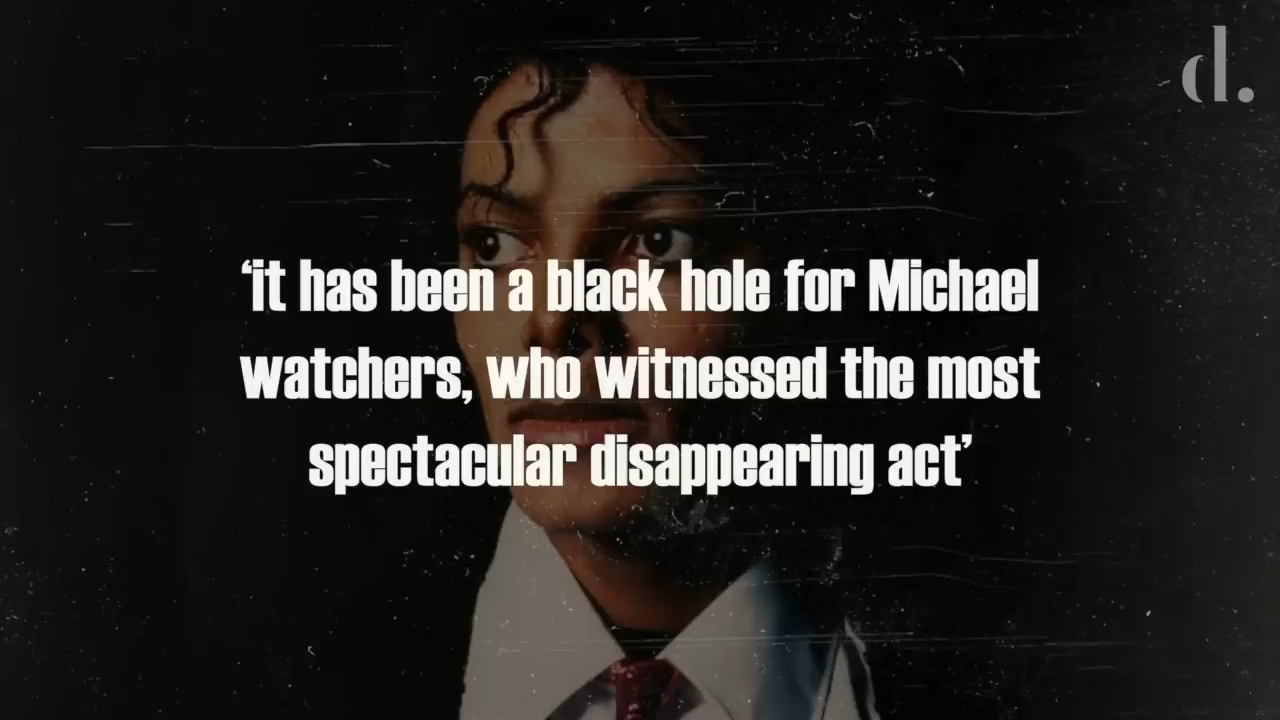 d.
‘it has been a black hole for Michael
watchers, who witnessed the most
spectacular disappearing act’